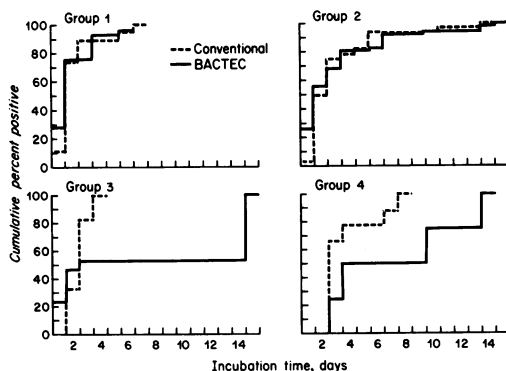 Group 1
Group 2
Conventional
BACTEC
100
80
60
40
20
0
Group 3
Group 4
100
80
60
40
20
0
2 4 6 8 10 12 14
2 4 6 8 10 12 14
Cumulative percent positive
Incubation time, days